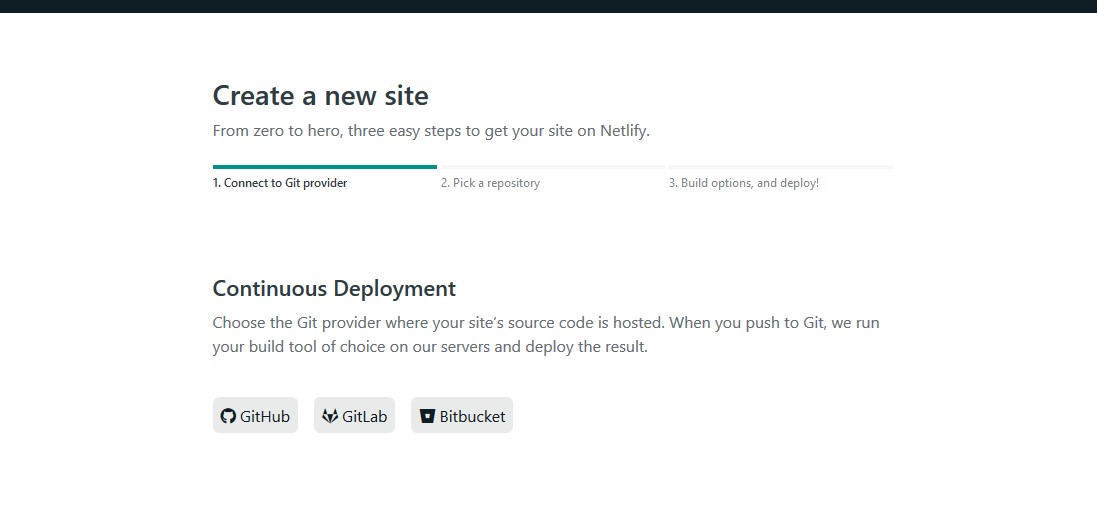 Create a new site
From zero to hero, three easy steps to get your site on Netlify.
1. Connect to Git provider
2. Pick a repository
3. Build options, and deploy!
Continuous Deployment
Choose the Git provider where your site’s source code is hosted. When you push to Git, we run
your build tool of choice on our servers and deploy the result.
GitHub
GitLab
Bitbucket